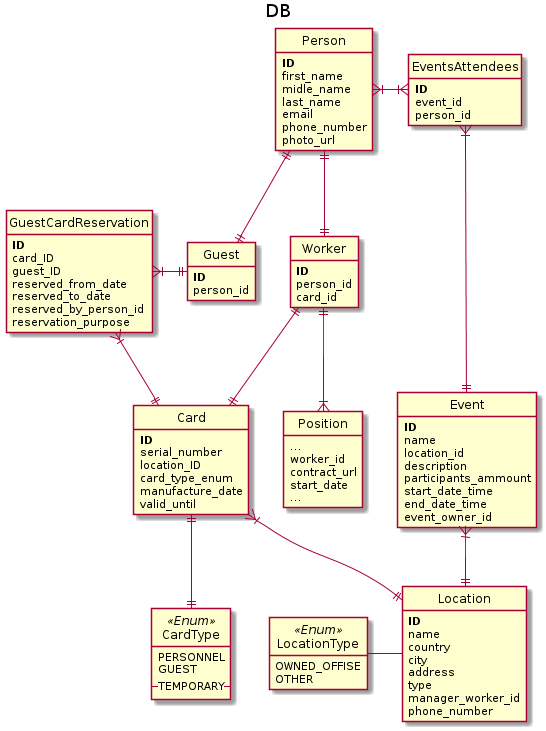 DB
Person
ID
first_name
midle_name
last_name
email
phone_number
photo_url
EventsAttendees
ID
event_id
person_id
GuestCardReservation
ID
card_ID
guest_ID
reserved_from_date
reserved_to_date
reserved_by_person_id
reservation_purpose
Guest
ID
person_id
Worker
ID
person_id
card_id
Card
ID
serial_number
location_ID
card_type_enum
manufacture_date
valid_until
Position
...
worker_id
contract_url
start_date
...
Event
ID
name
location_id
description
participants_ammount
start_date_time
end_date_time
event_owner_id
«Enum»
CardType
PERSONNEL
GUEST
TEMPORARY
«Enum»
LocationType
OWNED_OFFISE
OTHER
Location
ID
name
country
city
address
type
manager_worker_id
phone_number